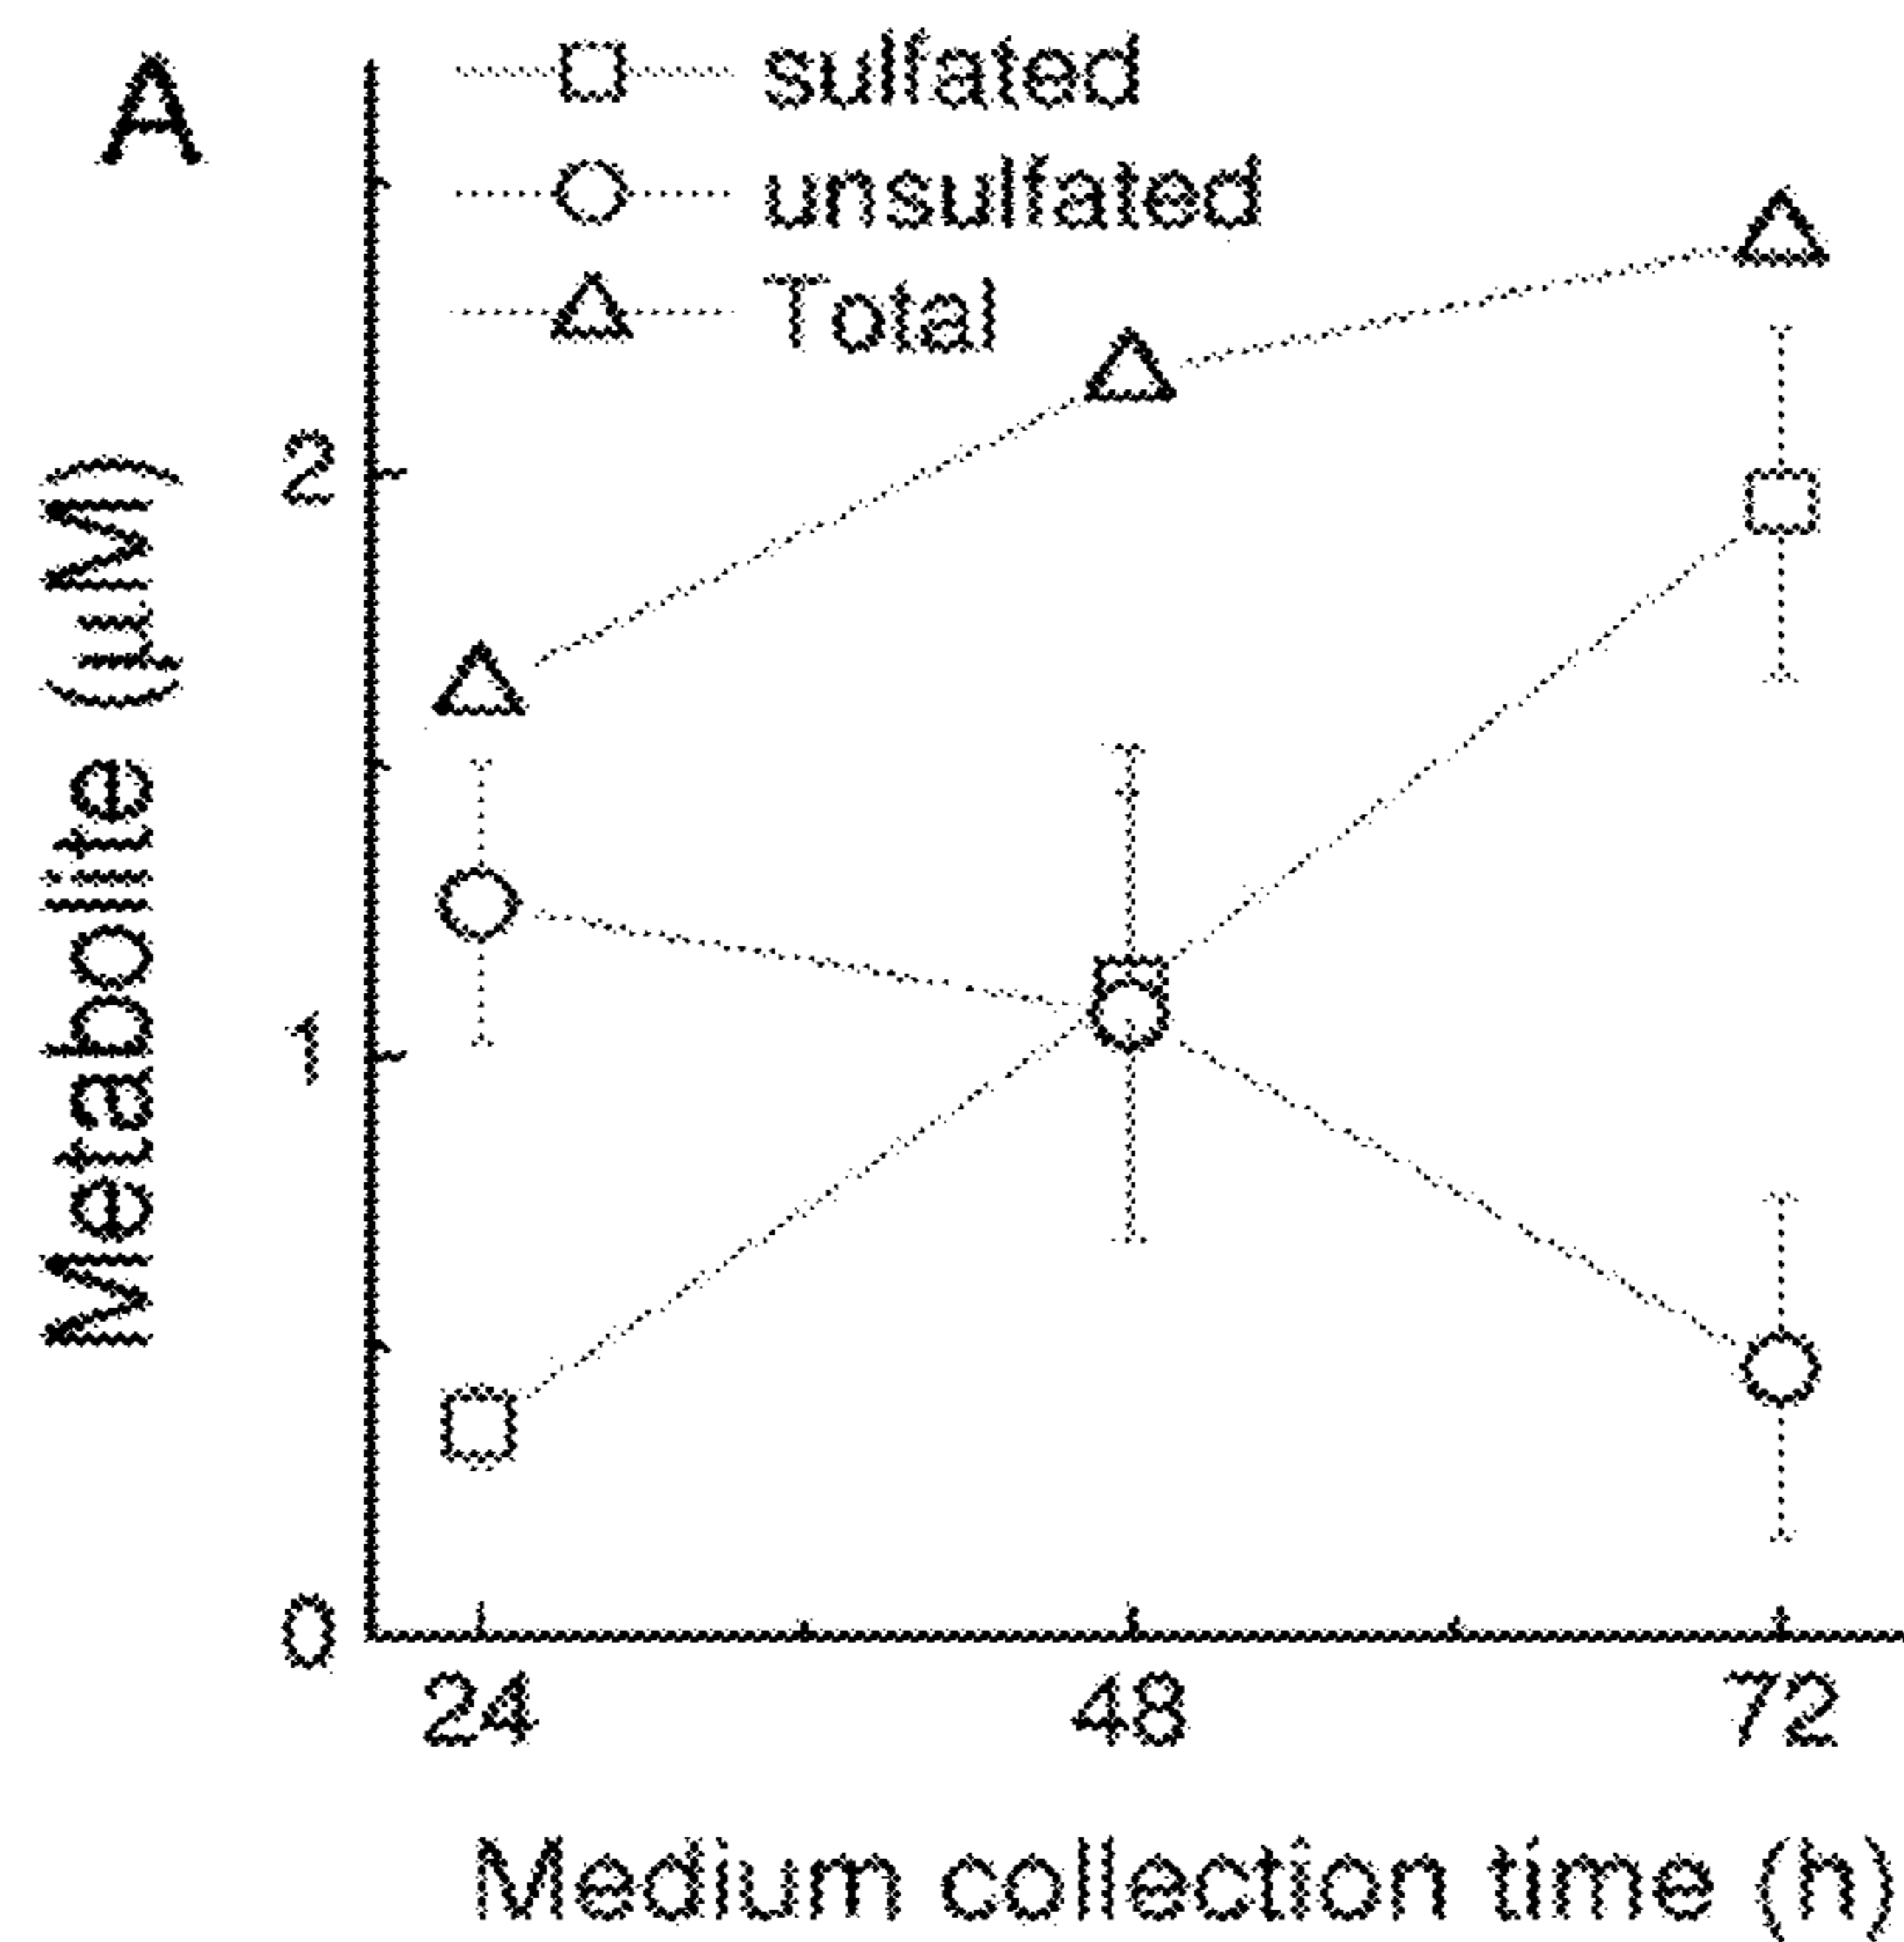 A
sulfated
unsulfated
Total
Metabolite (μM)
2
1
0
24 48 72
Medium collection time (h)